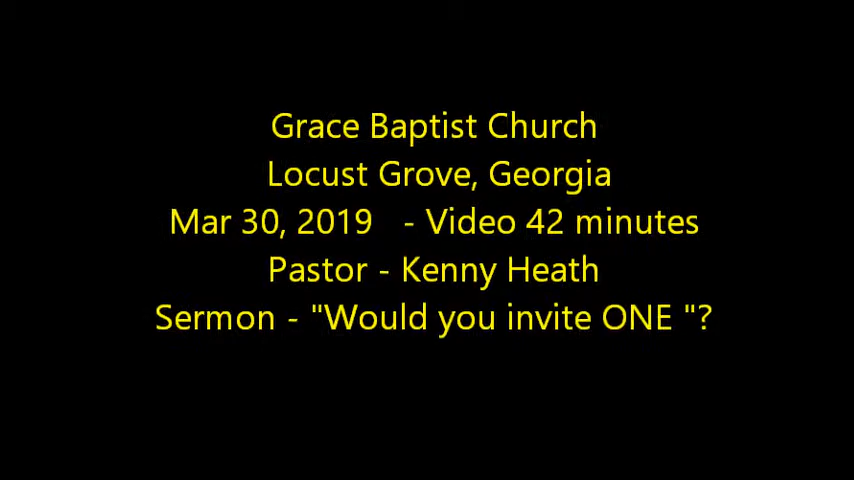 Grace Baptist Church
Locust Grove, Georgia
Mar 30, 2019   - Video 42 minutes
Pastor - Kenny Heath
Sermon - "Would you invite ONE "?